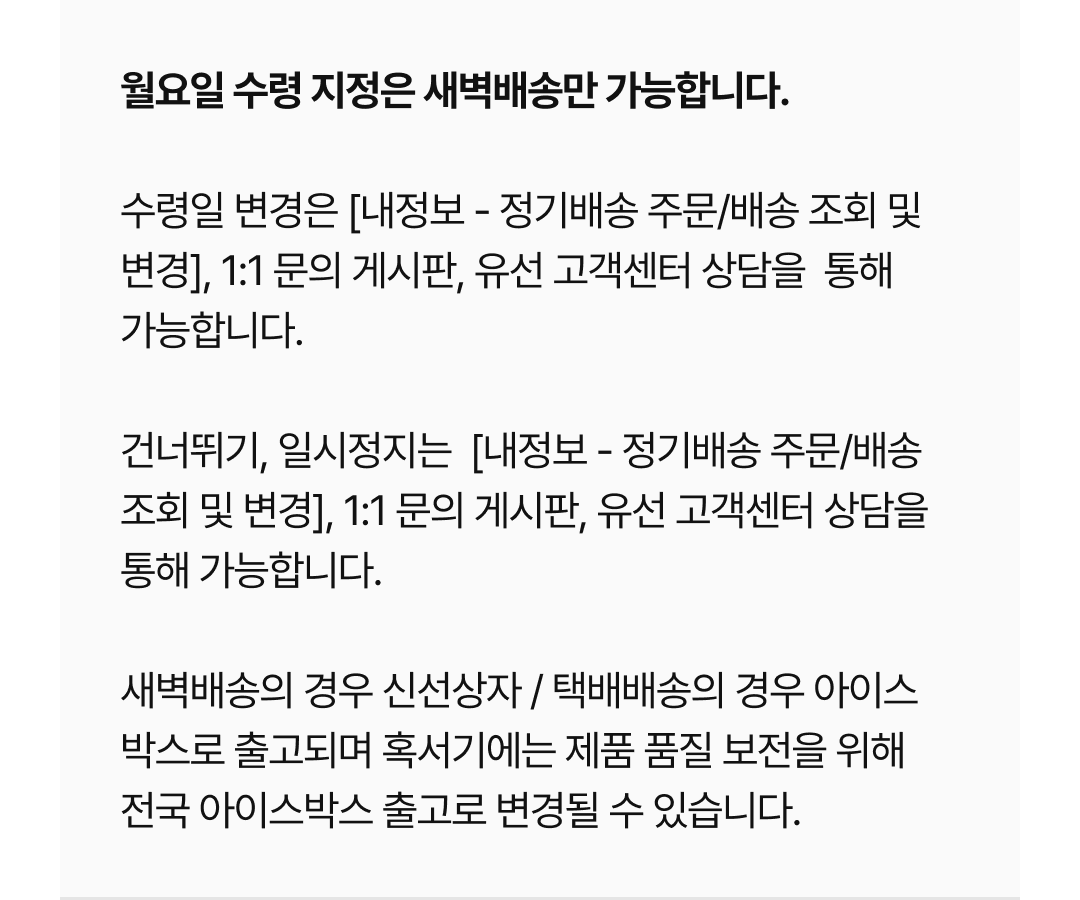 월요일 수령 지정은 새벽배송만 가능합니다.
수령일 변경은 [내정보 - 정기배송 주문/배송 조회 및
변경], 1:1 문의 게시판, 유선 고객센터 상담을  통해
가능합니다.
건너뛰기, 일시정지는  [내정보 - 정기배송 주문/배송
조회 및 변경], 1:1 문의 게시판, 유선 고객센터 상담을
통해 가능합니다.
새벽배송의 경우 신선상자 / 택배배송의 경우 아이스
박스로 출고되며 혹서기에는 제품 품질 보전을 위해
전국 아이스박스 출고로 변경될 수 있습니다.